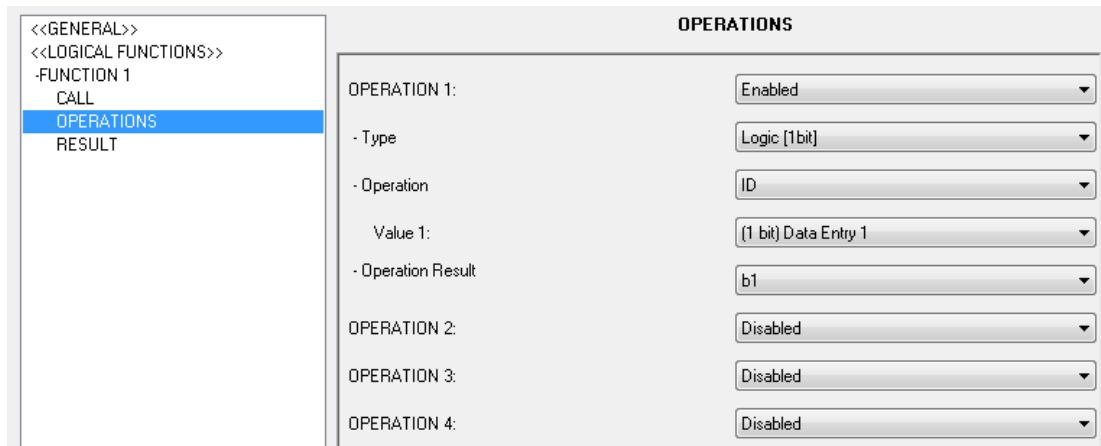 <<GENERAL>>
<<LOGICAL FUNCTIONS>>
-FUNCTION 1
CALL
OPERATIONS
RESULT
OPERATIONS
OPERATION 1: Enabled
- Type Logic [1bit]
- Operation ID
Value 1: (1 bit) Data Entry 1
- Operation Result b1
OPERATION 2: Disabled
OPERATION 3: Disabled
OPERATION 4: Disabled